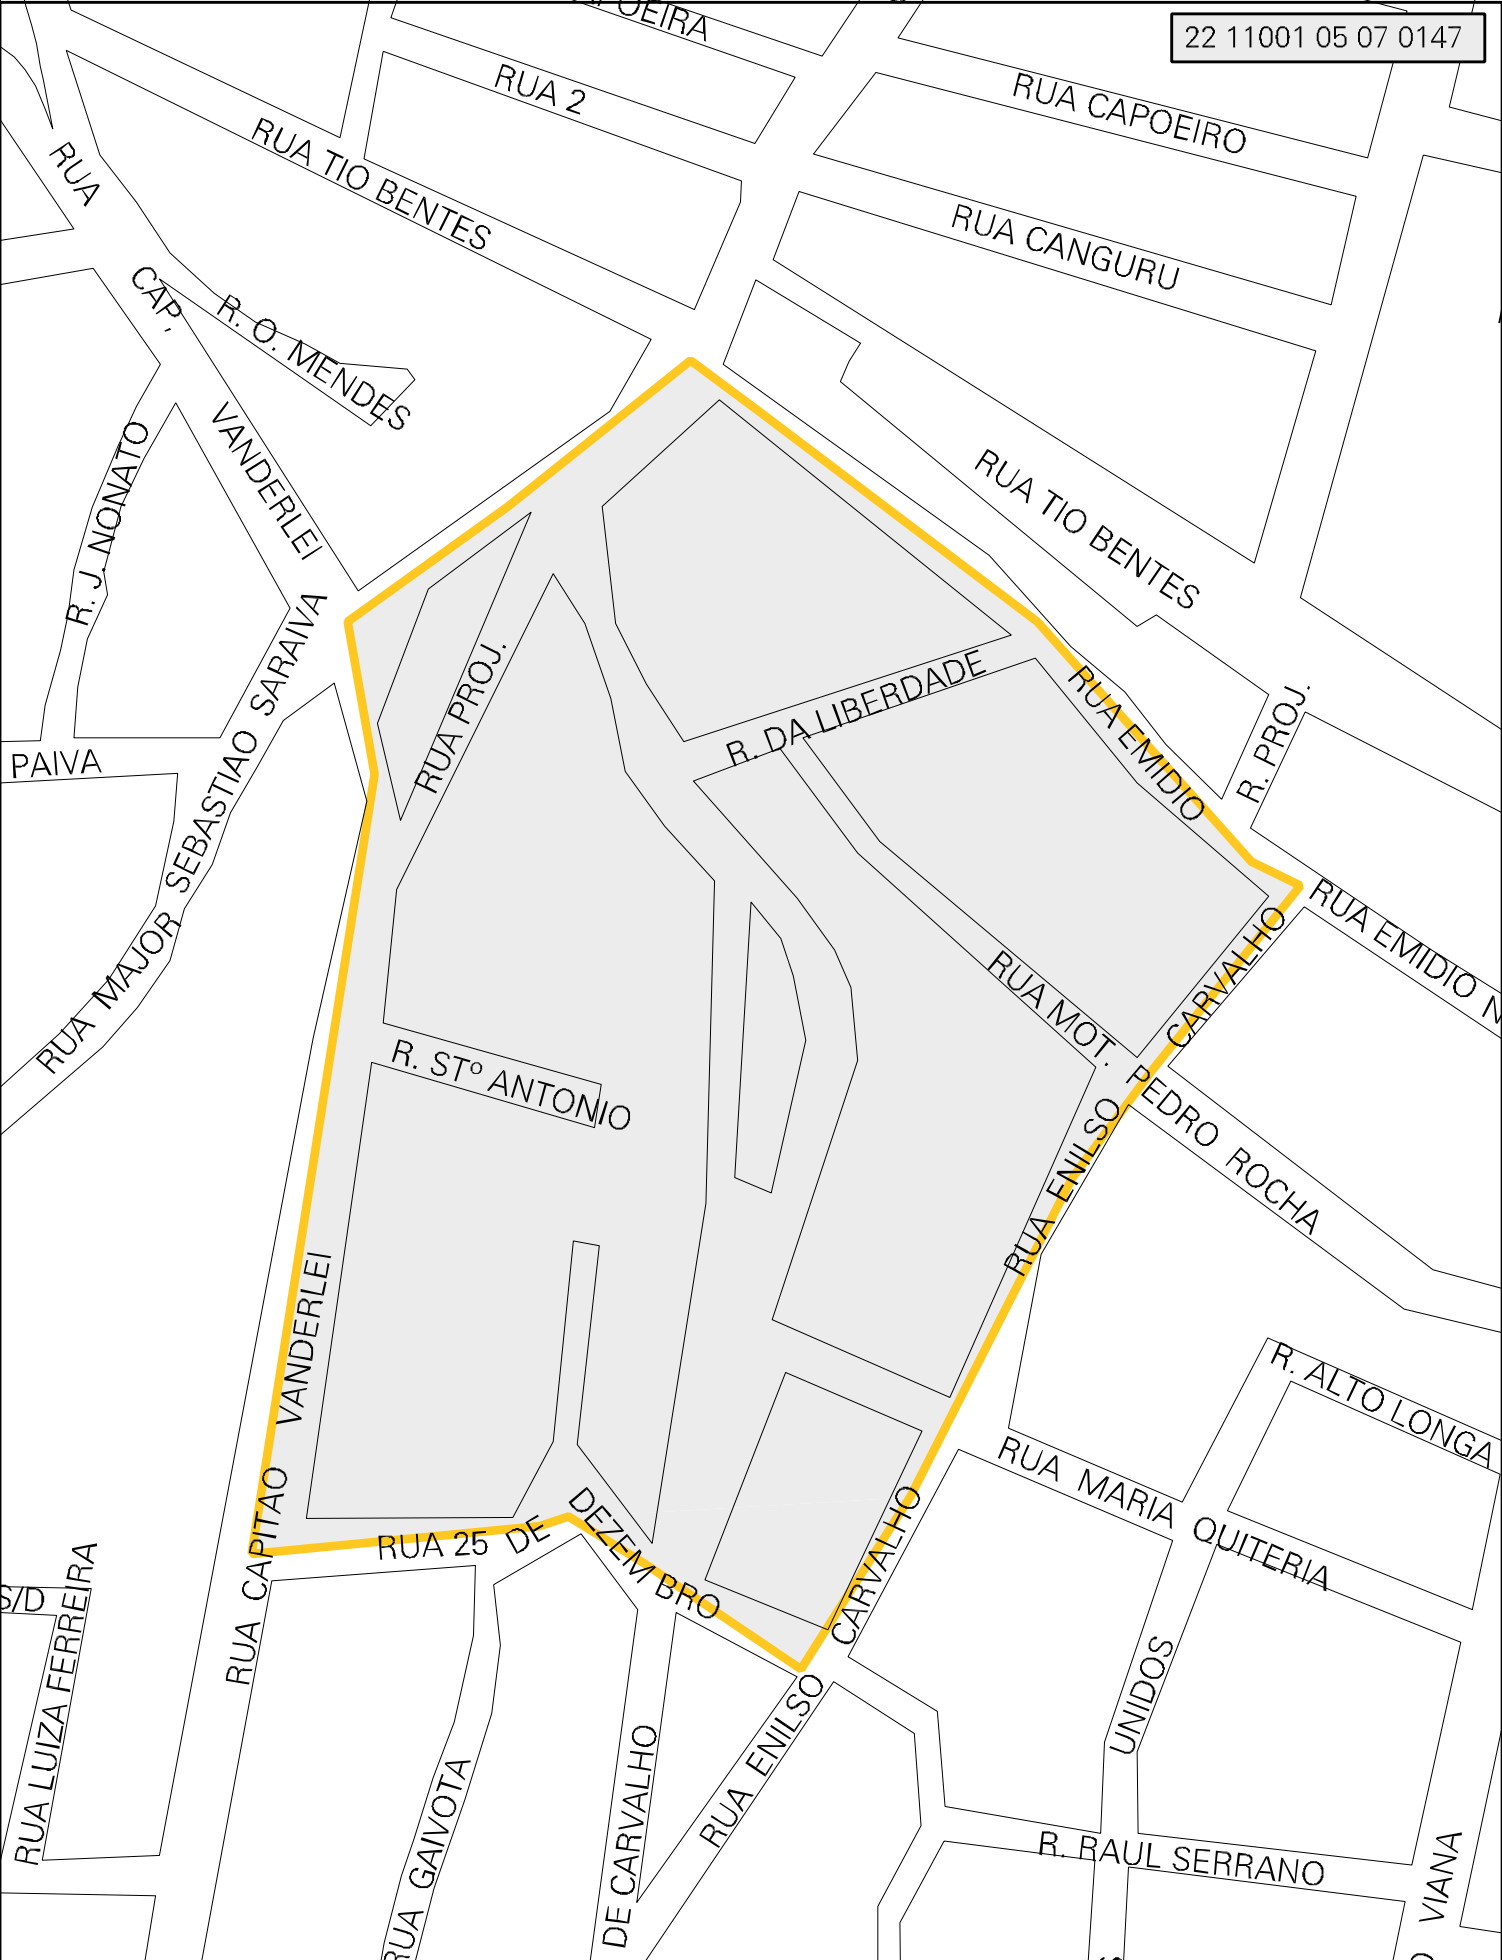 22 11001 05 07 0147
RUA 2
RUA CAPOEIRO
RUA TIO BENTES
RUA CANGURU
RUA
CAP.
VANDERLEI
R. O. MENDES
R. J. NONATO
RUA TIO BENTES
RUA PROJ.
R. DA LIBERDADE
RUA EMIDIO
R. PROJ.
PAIVA
RUA MAJOR SEBASTIAO SARAIVA
RUA EMIDIO N
RUA MOT. PEDRO ROCHA
RUA ENILSO CARVALHO
R. STº ANTONIO
RUA CAPITAO VANDERLEI
R. ALTO LONGA
RUA MARIA QUITERIA
RUA 25 DE DEZEMBRO
RUA ENILSO CARVALHO
S/D
RUA LUIZA FERREIRA
RUA GAIVOTA
DE CARVALHO
UNIDOS
R. RAUL SERRANO
VIANA